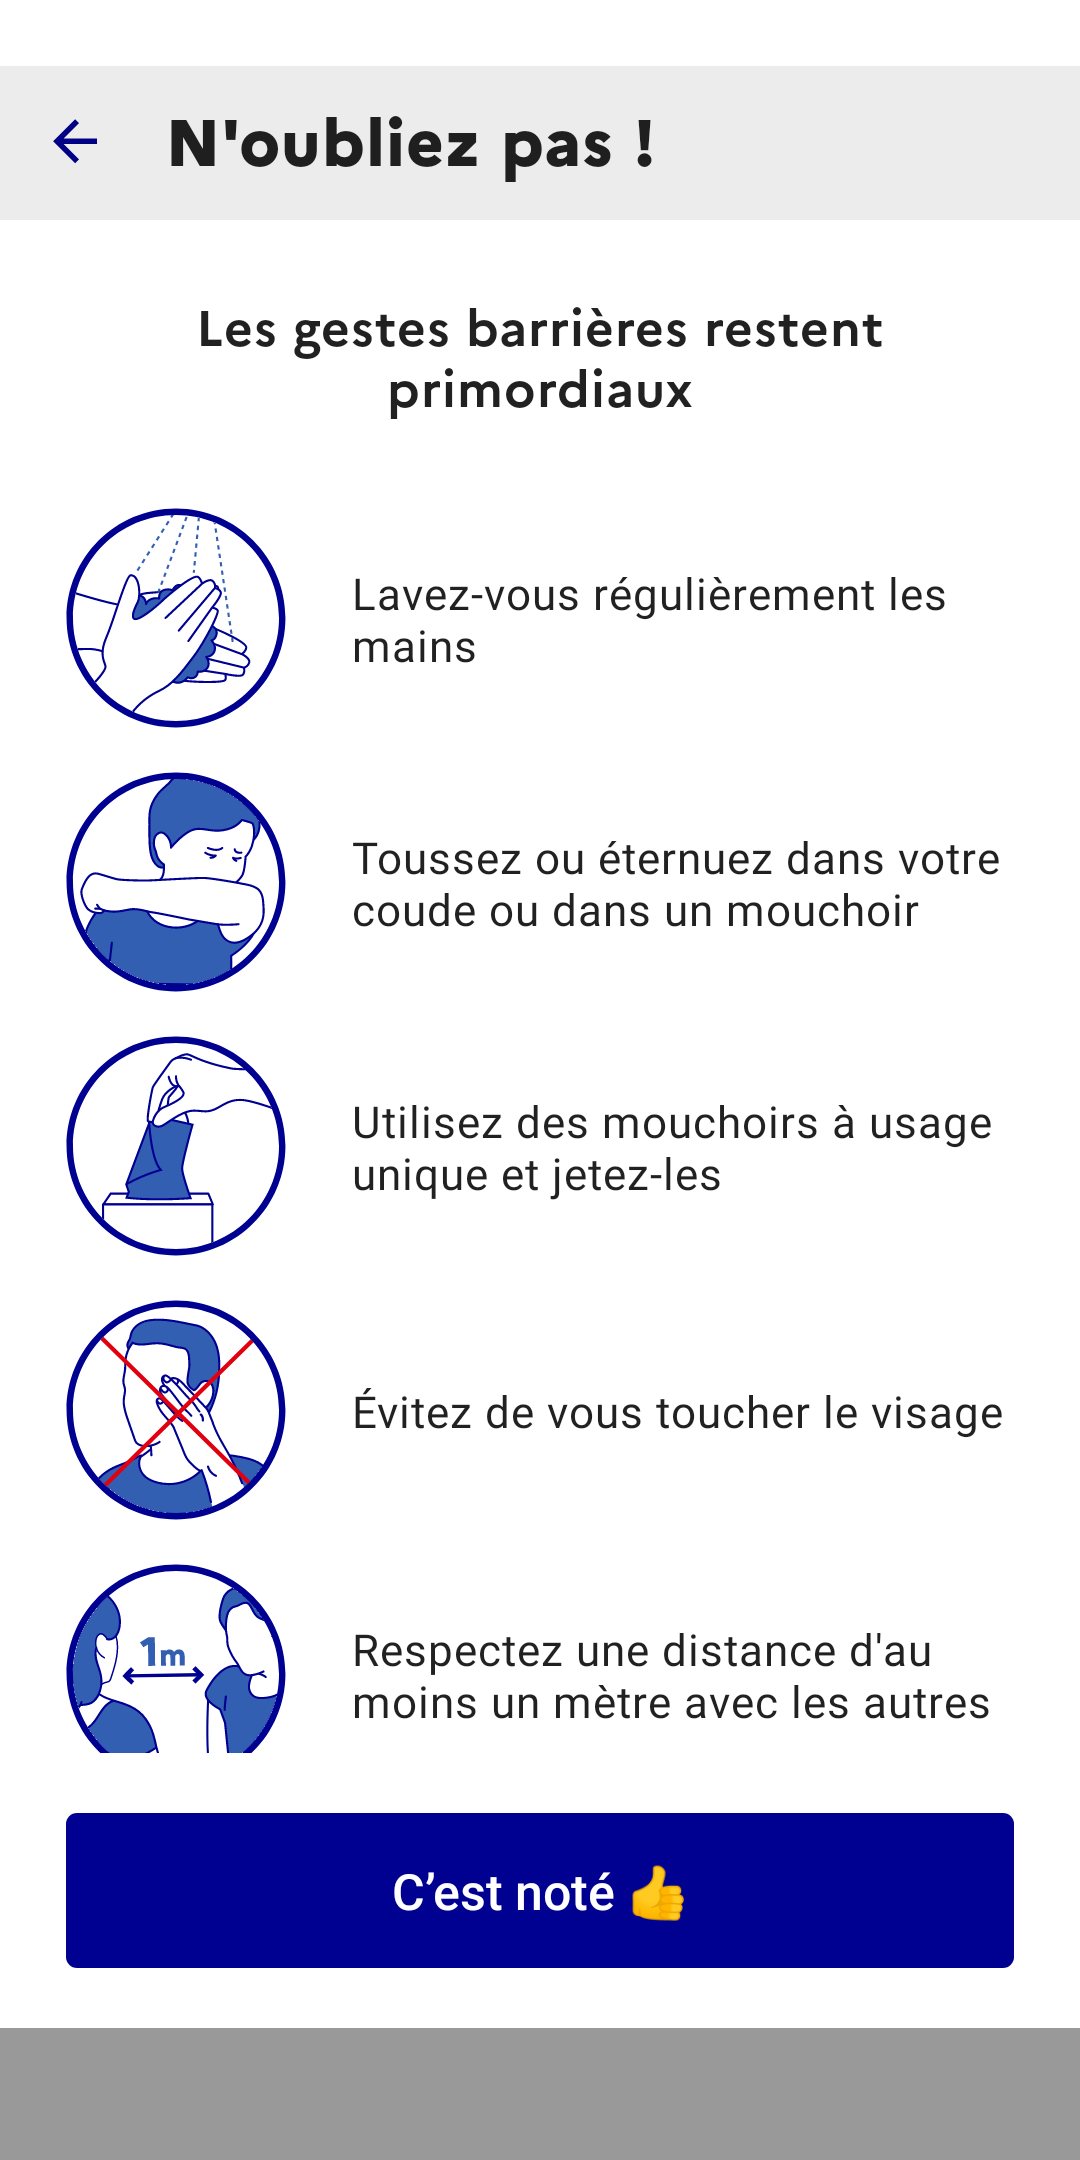 N'oubliez pas !
Les gestes barrières restent
primordiaux
Lavez-vous régulièrement les
mains
Toussez ou éternuez dans votre
coude ou dans un mouchoir
Utilisez des mouchoirs à usage
unique et jetez-les
Évitez de vous toucher le visage
1m
Respectez une distance d'au
moins un mètre avec les autres
C’est noté 👍